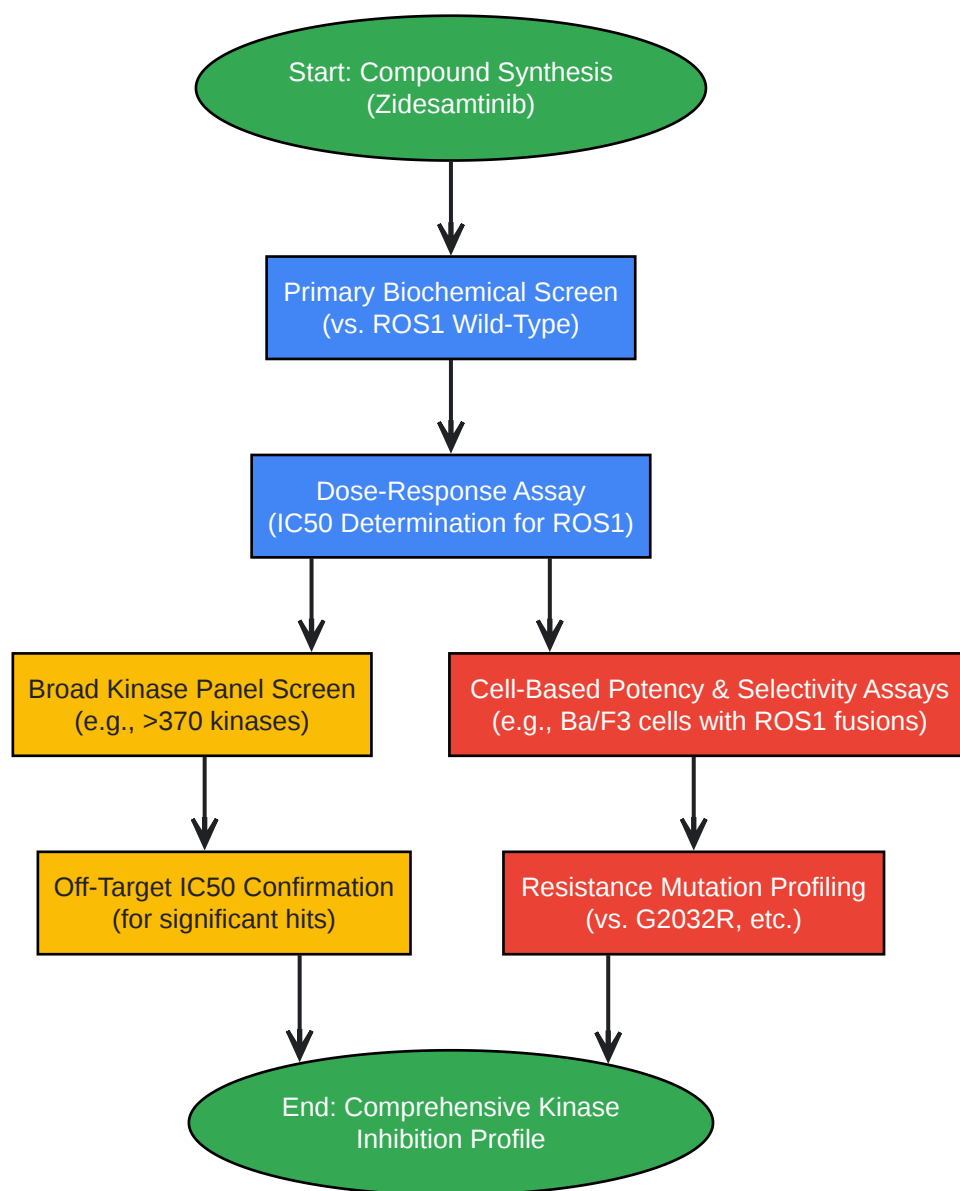 Start: Compound Synthesis
(Zidesamtinib)
Primary Biochemical Screen
(vs. ROS1 Wild-Type)
Dose-Response Assay
(IC50 Determination for ROS1)
Broad Kinase Panel Screen
(e.g., >370 kinases)
Cell-Based Potency & Selectivity Assays
(e.g., Ba/F3 cells with ROS1 fusions)
Off-Target IC50 Confirmation
(for significant hits)
Resistance Mutation Profiling
(vs. G2032R, etc.)
End: Comprehensive Kinase
Inhibition Profile